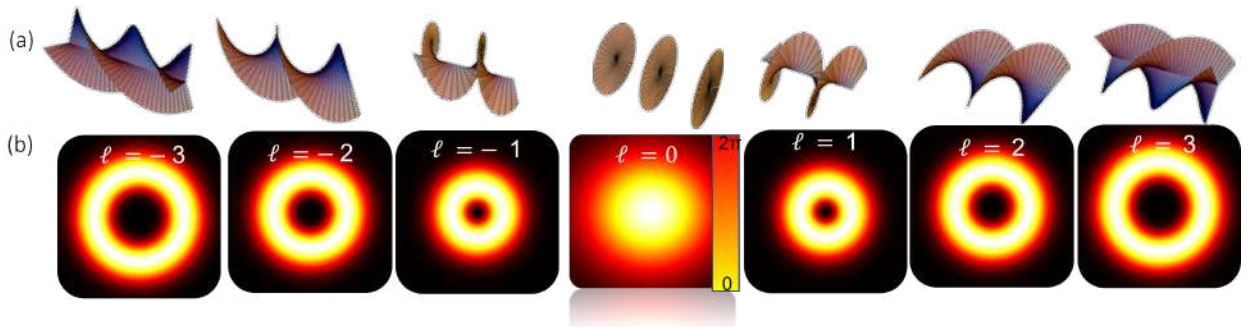 (a)
(b)
ℓ = − 3
ℓ = − 2
ℓ = − 1
ℓ = 0
2π
0
ℓ = 1
ℓ = 2
ℓ = 3